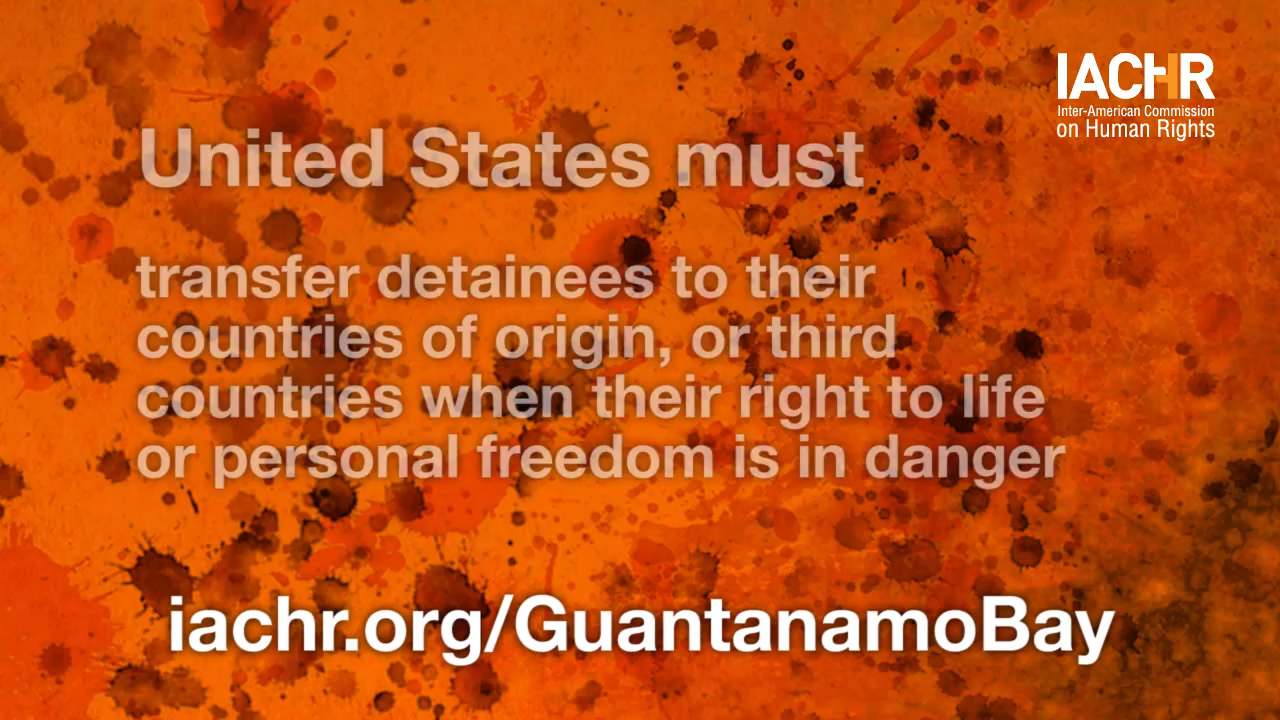 IACHR
Inter-American Commission
on Human Rights
United States must
transfer detainees to their
countries of origin, or third
countries when their right to life
or personal freedom is in danger
iachr.org/GuantanamoBay